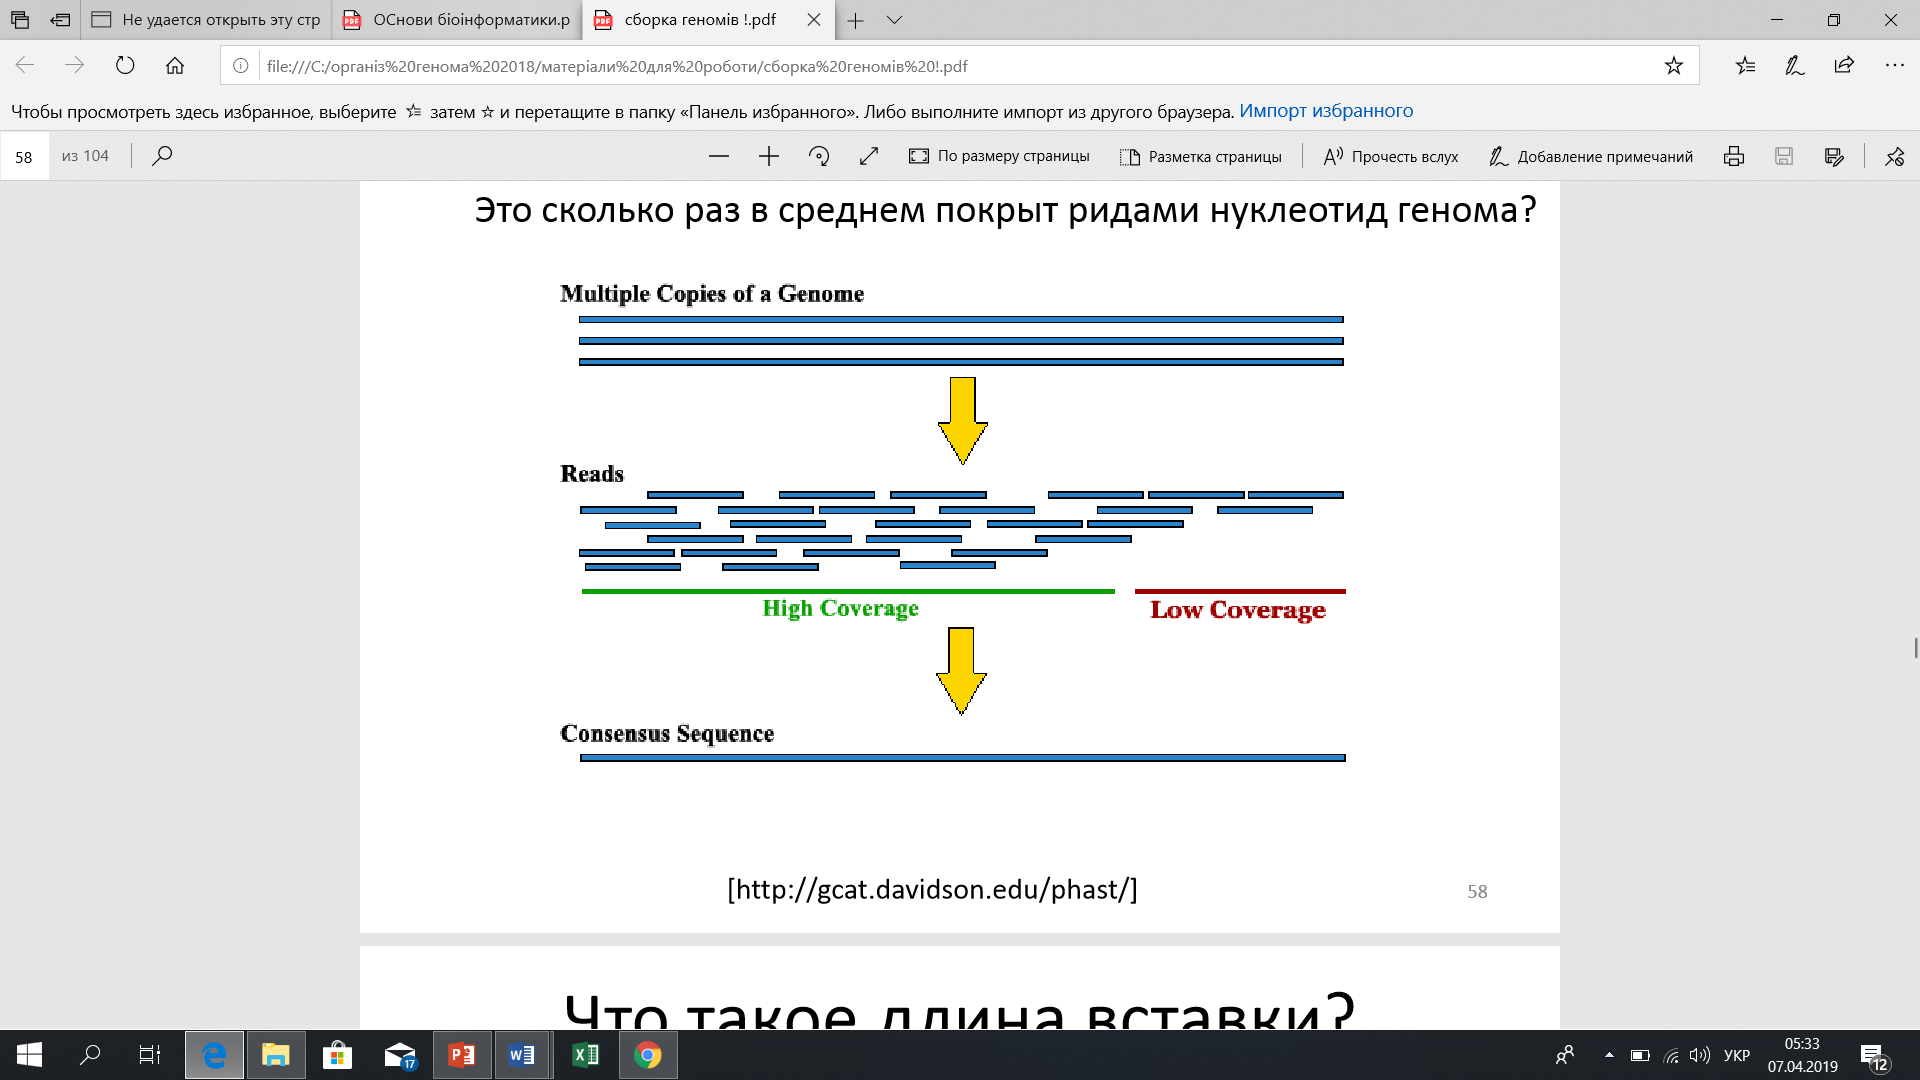 Не удается открыть эту стр
ОСнови біоінформатики.p
сборка геномів !.pdf
file:///C:/організ%20генома%202018/матеріали%20для%20роботи/сборка%20геномів%20!.pdf
Чтобы просмотреть здесь избранное, выберите затем и перетащите в папку «Панель избранного». Либо выполните импорт из другого браузера. Импорт избранного
58 из 104
По размеру страницы
Разметка страницы
Прочесть вслух
Добавление примечаний
Это сколько раз в среднем покрыт ридами нуклеотид генома?
Multiple Copies of a Genome
Reads
High Coverage
Low Coverage
Consensus Sequence
[http://gcat.davidson.edu/phast/]
58
Что такое длина вставки?
17
УКР
05:33
07.04.2019
12